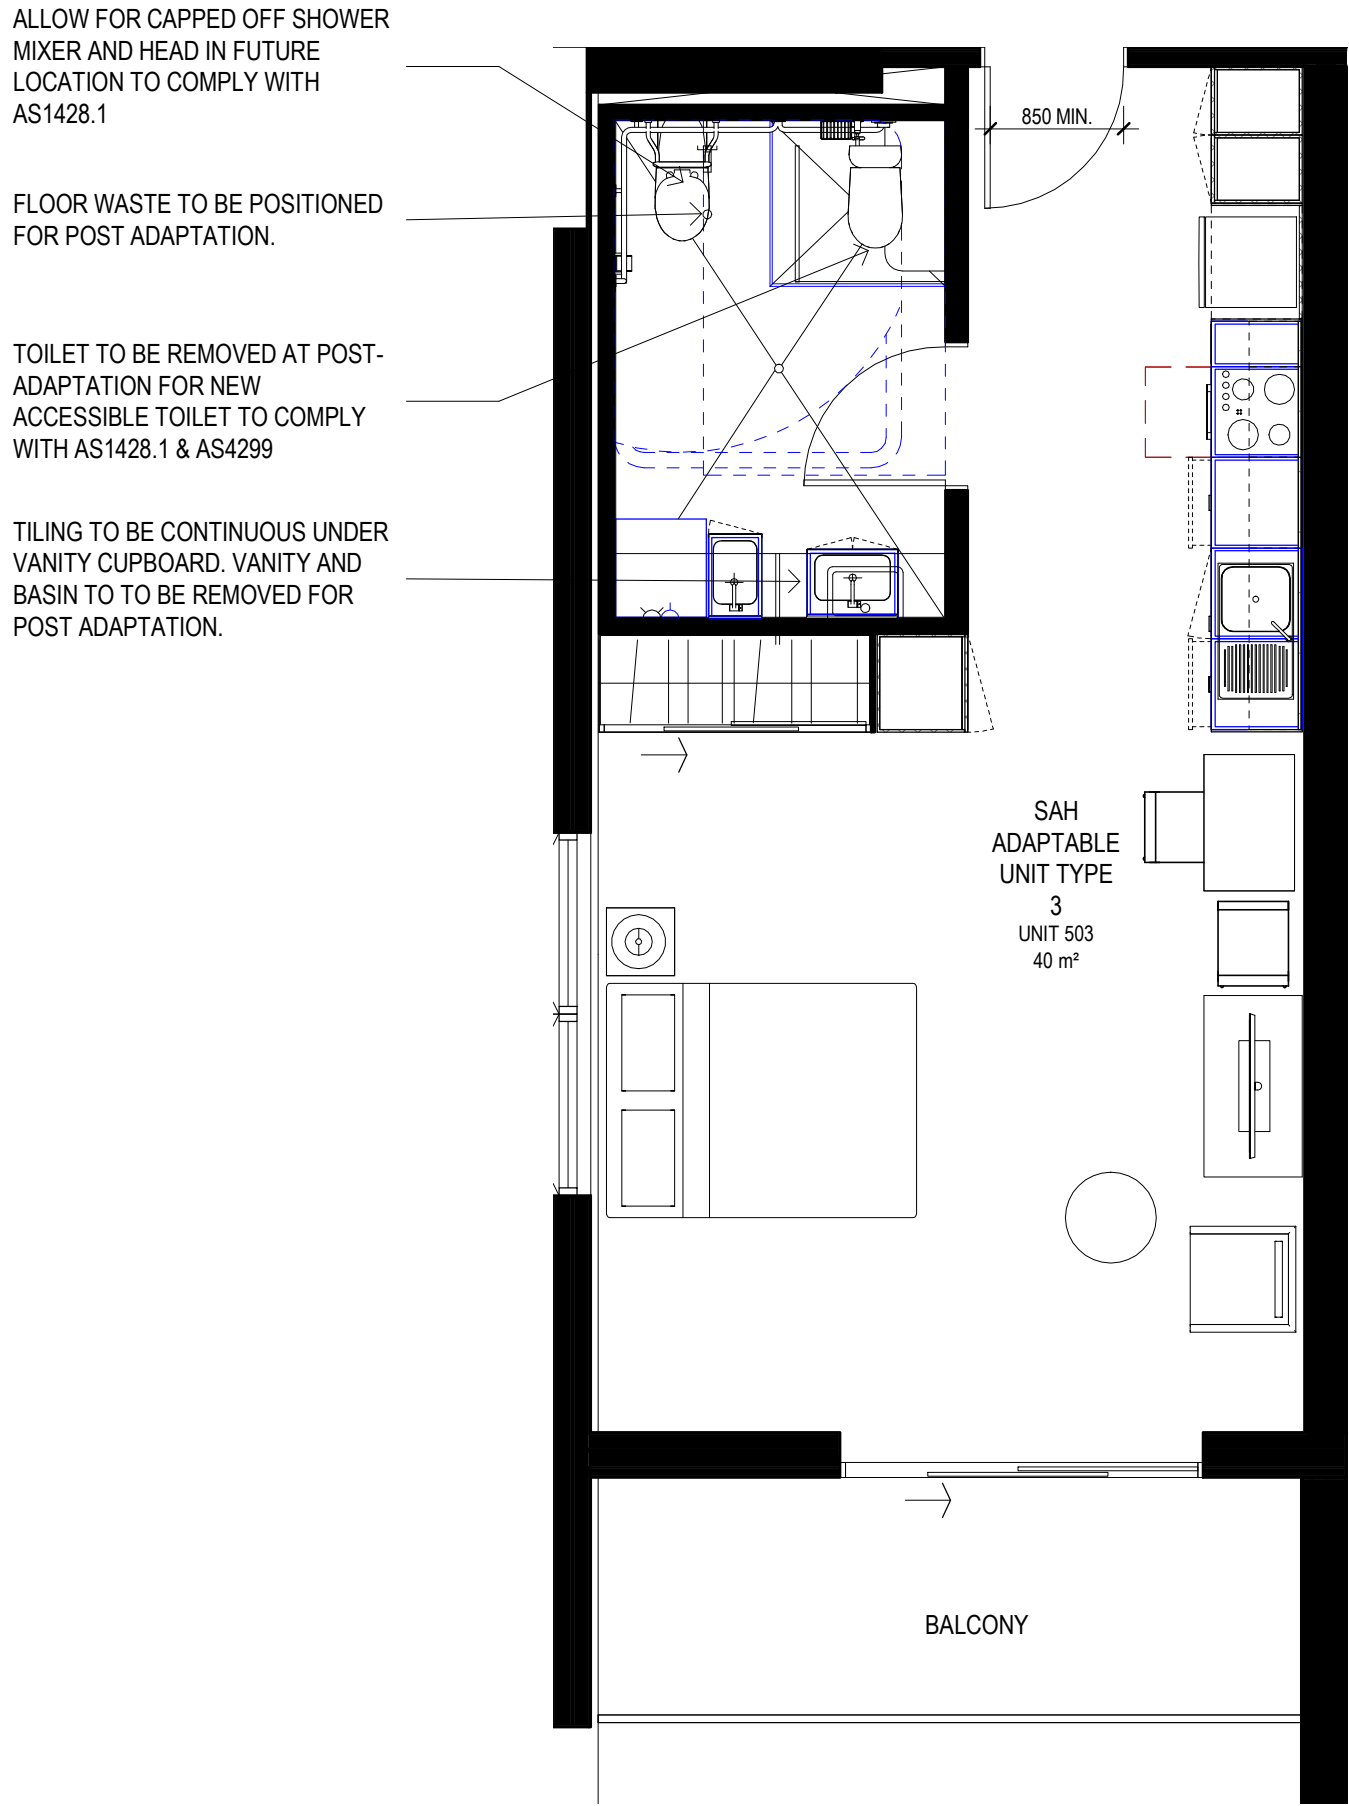 ALLOW FOR CAPPED OFF SHOWER
MIXER AND HEAD IN FUTURE
LOCATION TO COMPLY WITH
AS1428.1
FLOOR WASTE TO BE POSITIONED
FOR POST ADAPTATION.
TOILET TO BE REMOVED AT POST-
ADAPTATION FOR NEW
ACCESSIBLE TOILET TO COMPLY
WITH AS1428.1 & AS4299
TILING TO BE CONTINUOUS UNDER
VANITY CUPBOARD. VANITY AND
BASIN TO TO BE REMOVED FOR
POST ADAPTATION.
850 MIN.
SAH
ADAPTABLE
UNIT TYPE
3
UNIT 503
40 m²
BALCONY